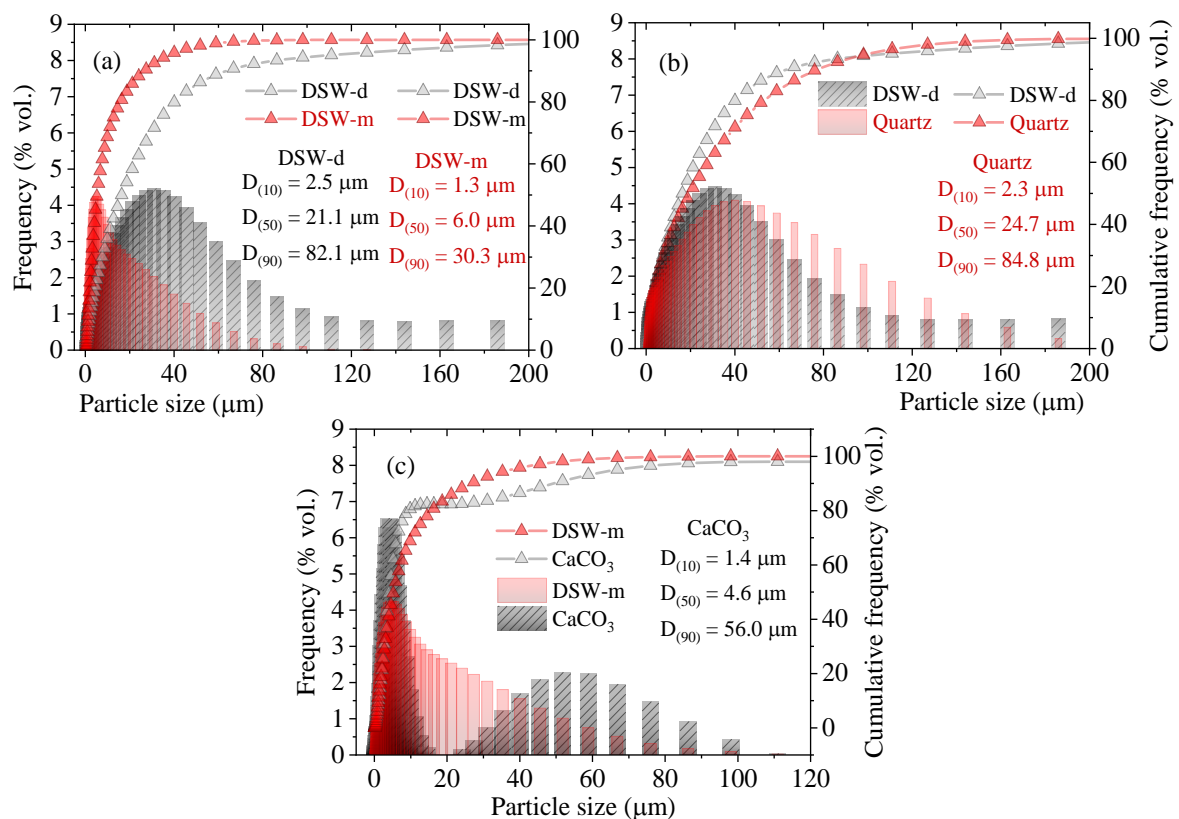 (a)
DSW-d DSW-d
DSW-m DSW-m
DSW-d DSW-m
D(10) = 2.5 μm D(10) = 1.3 μm
D(50) = 21.1 μm D(50) = 6.0 μm
D(90) = 82.1 μm D(90) = 30.3 μm
Frequency (% vol.)
9
8
7
6
5
4
3
2
1
0
100
80
60
40
20
0
0 40 80 120 160 200
Particle size (μm)
(b)
DSW-d DSW-d
Quartz Quartz
Quartz
D(10) = 2.3 μm
D(50) = 24.7 μm
D(90) = 84.8 μm
9
8
7
6
5
4
3
2
1
0
100
80
60
40
20
0
Cumulative frequency (% vol.)
0 40 80 120 160 200
Particle size (μm)
(c)
DSW-m
CaCO3
DSW-m
CaCO3
CaCO3
D(10) = 1.4 μm
D(50) = 4.6 μm
D(90) = 56.0 μm
Frequency (% vol.)
9
8
7
6
5
4
3
2
1
0
100
80
60
40
20
0
Cumulative frequency (% vol.)
0 20 40 60 80 100 120
Particle size (μm)